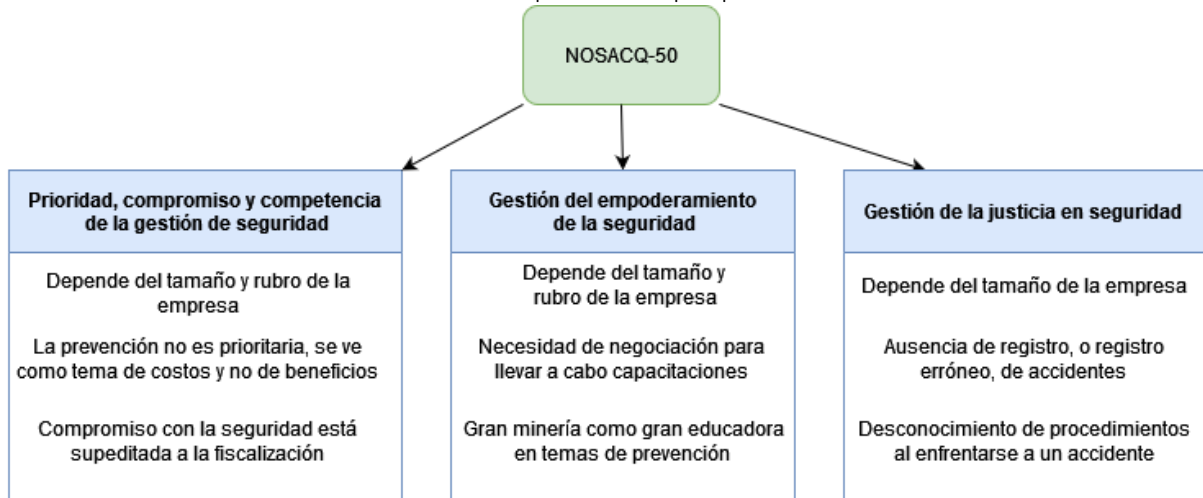 NOSACQ-50
Prioridad, compromiso y competencia
de la gestión de seguridad
Depende del tamaño y rubro de la
empresa
La prevención no es prioritaria, se ve
como tema de costos y no de beneficios
Compromiso con la seguridad está
supeditada a la fiscalización
Gestión del empoderamiento
de la seguridad
Depende del tamaño y
rubro de la empresa
Necesidad de negociación para
llevar a cabo capacitaciones
Gran minería como gran educadora
en temas de prevención
Gestión de la justicia en seguridad
Depende del tamaño de la empresa
Ausencia de registro, o registro
erróneo, de accidentes
Desconocimiento de procedimientos
al enfrentarse a un accidente